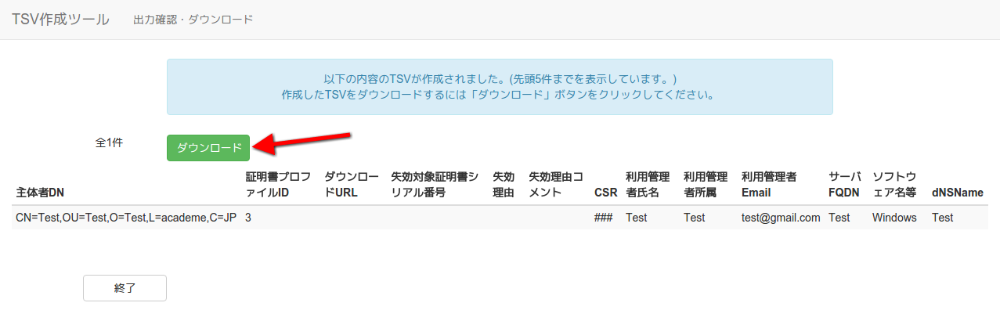 TSV作成ツール 出力確認・ダウンロード
以下の内容のTSVが作成されました。(先頭5件までを表示しています。)
作成したTSVをダウンロードするには「ダウンロード」ボタンをクリックしてください。
全1件 ダウンロード
主体者DN 証明書プロファイルID ダウンロードURL 失効対象証明書シリアル番号 失効理由 失効理由コメント CSR 利用管理者氏名 利用管理者所属 利用管理者Email サーバFQDN ソフトウェア名等 dNSName
CN=Test,OU=Test,O=Test,L=academe,C=JP 3 ### Test Test test@gmail.com Test Windows Test
終了